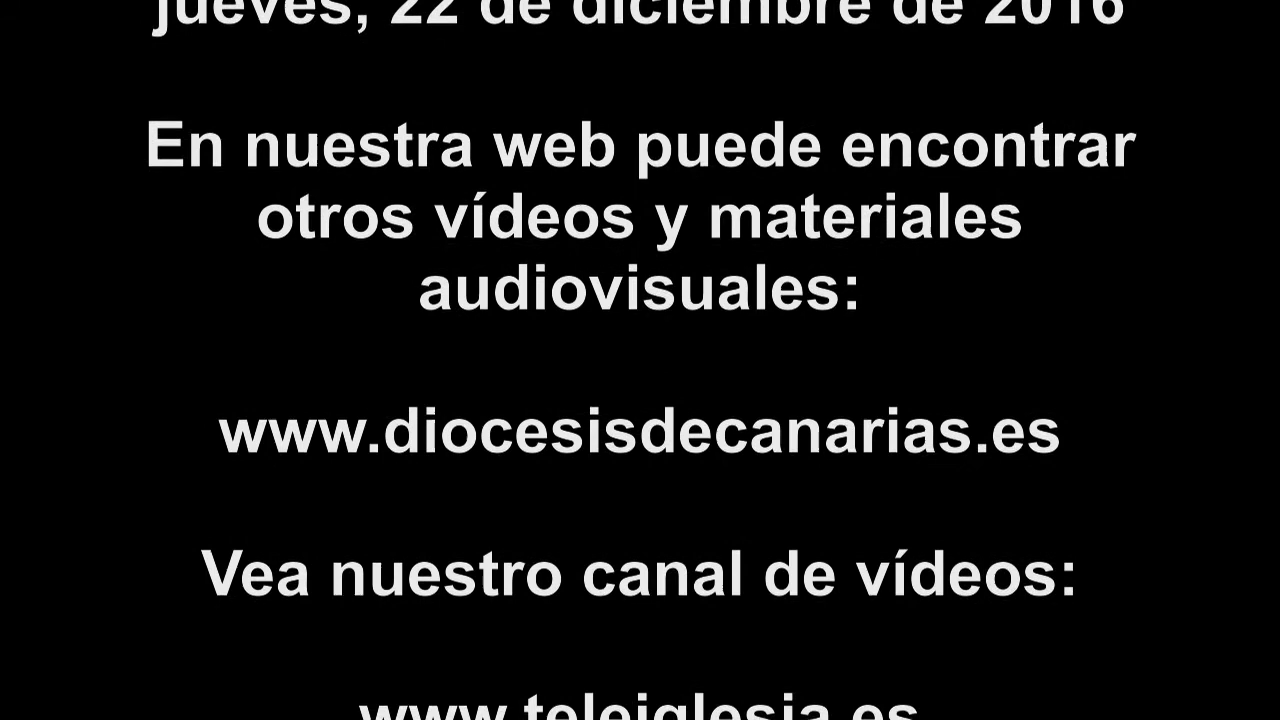 jueves, 22 de diciembre de 2016
En nuestra web puede encontrar
otros vídeos y materiales
audiovisuales:
www.diocesisdecanarias.es
Vea nuestro canal de vídeos:
www.teleiglesia.es